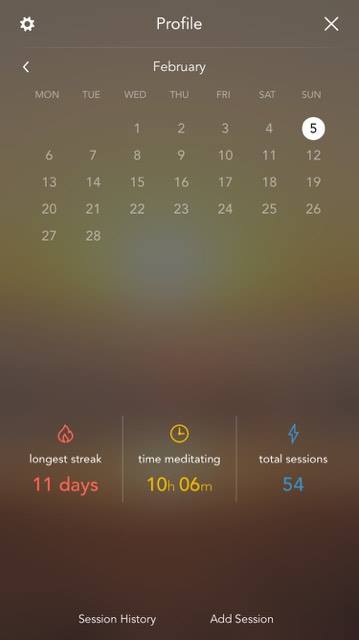 Profile
February
MON TUE WED THU FRI SAT SUN
1 2 3 4 5
6 7 8 9 10 11 12
13 14 15 16 17 18 19
20 21 22 23 24 25 26
27 28
longest streak time meditating total sessions
11 days 10h 06m 54
Session History Add Session